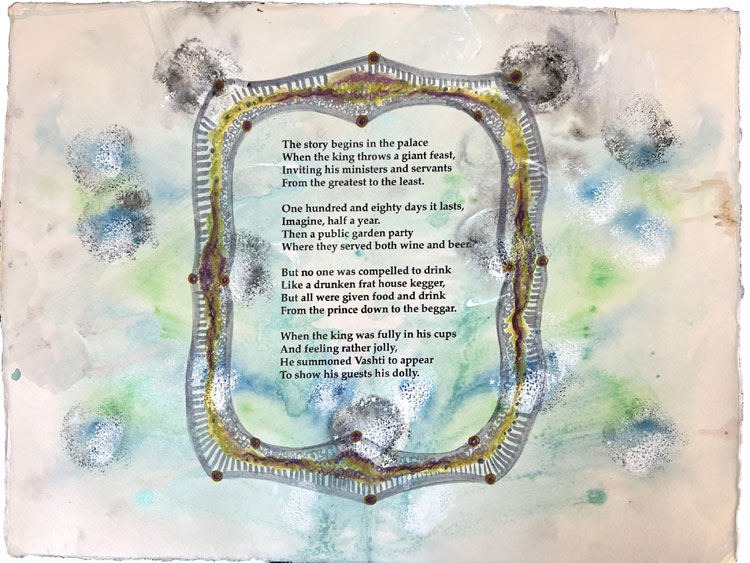 The story begins in the palace
When the king throws a giant feast,
Inviting his ministers and servants
From the greatest to the least.
One hundred and eighty days it lasts,
Imagine, half a year.
Then a public garden party
Where they served both wine and beer.
But no one was compelled to drink
Like a drunken frat house kegger,
But all were given food and drink
From the prince down to the beggar.
When the king was fully in his cups
And feeling rather jolly,
He summoned Vashti to appear
To show his guests his dolly.